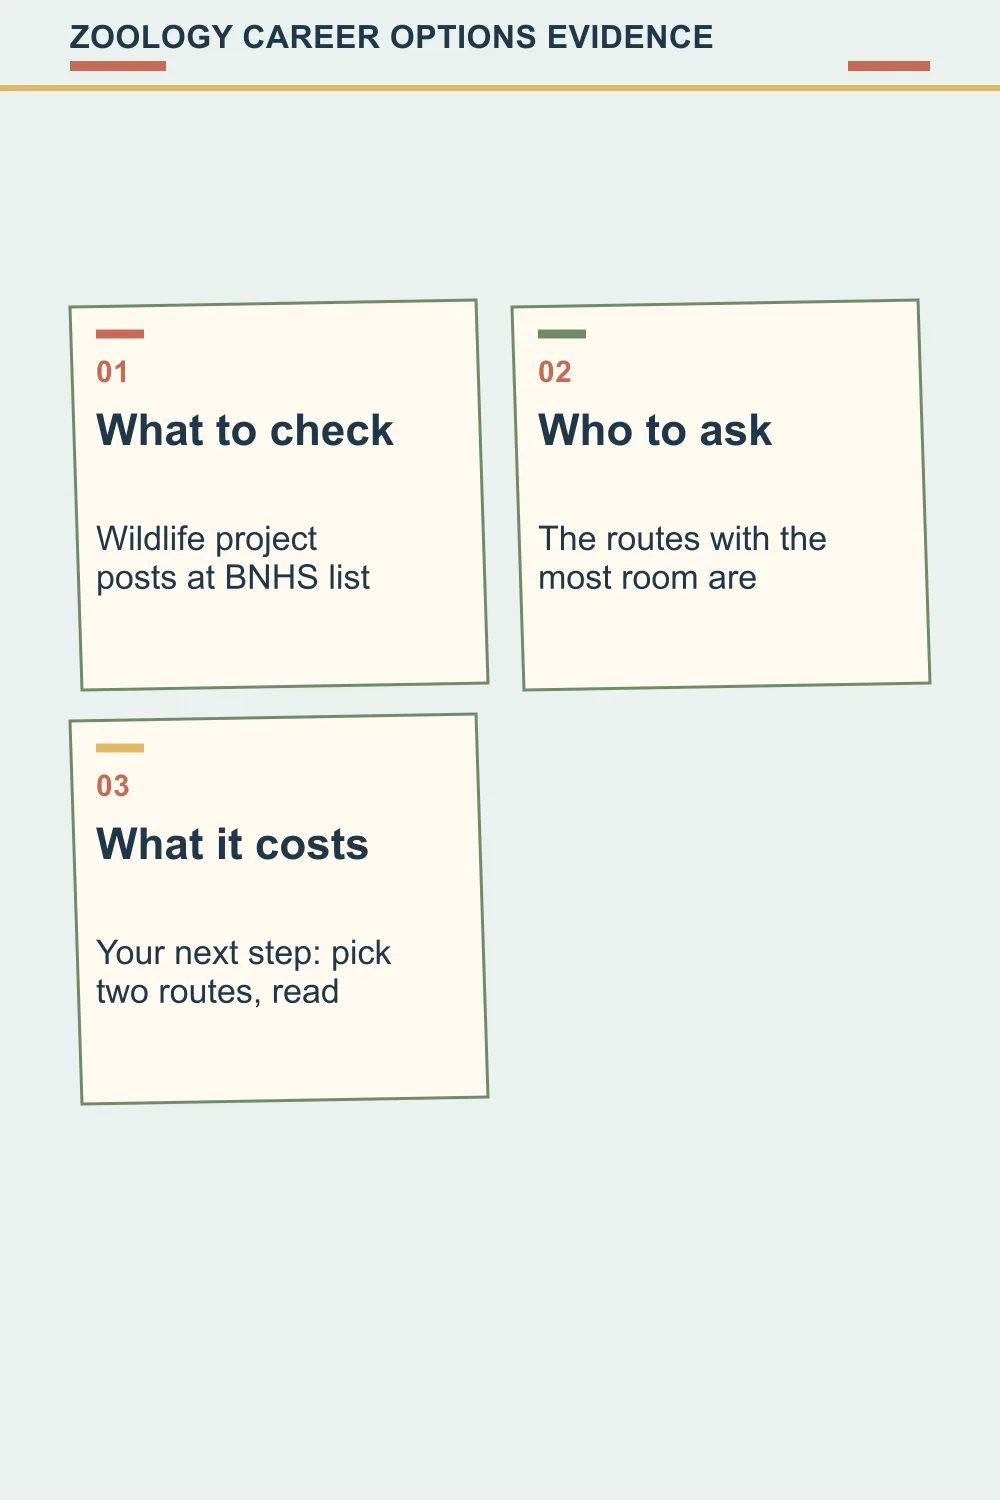 ZOOLOGY CAREER OPTIONS EVIDENCE
01
What to check
Wildlife project
posts at BNHS list
02
Who to ask
The routes with the
most room are
03
What it costs
Your next step: pick
two routes, read